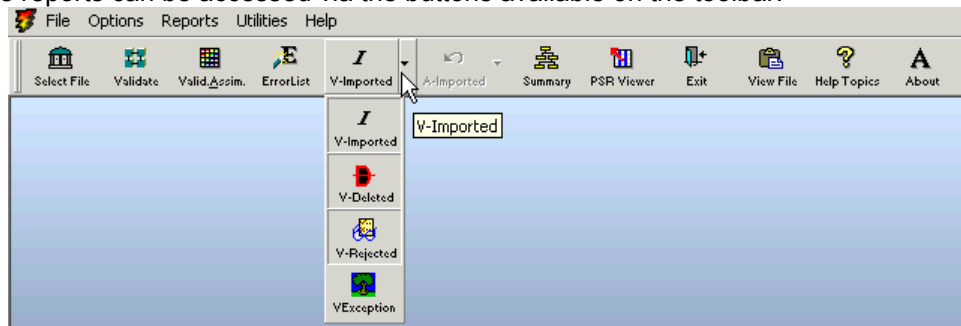 e reports can be accessed via the buttons available on the toolbar.
File Options Reports Utilities Help
Select File Validate Valid.Assim. ErrorList V-Imported A-Imported Summary PSR Viewer Exit View File Help Topics About
V-Imported
V-Imported
V-Deleted
V-Rejected
VException